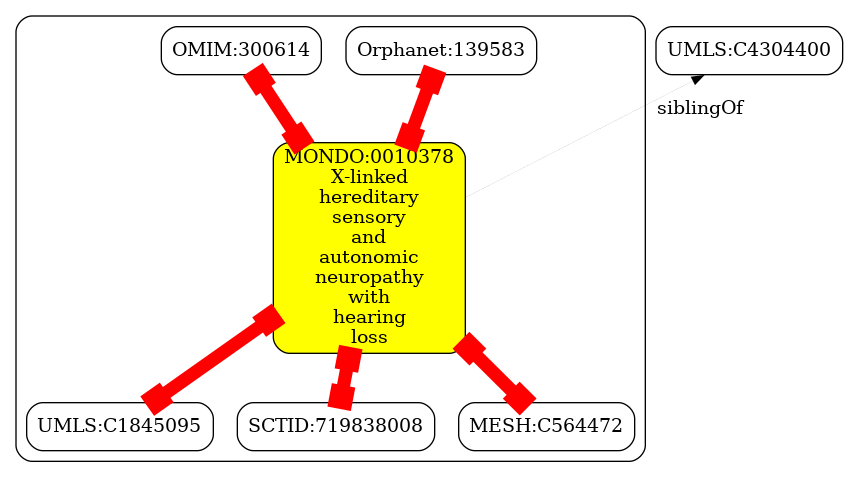 OMIM:300614
Orphanet:139583
UMLS:C4304400
siblingOf
MONDO:0010378
X-linked
hereditary
sensory
and
autonomic
neuropathy
with
hearing
loss
UMLS:C1845095
SCTID:719838008
MESH:C564472